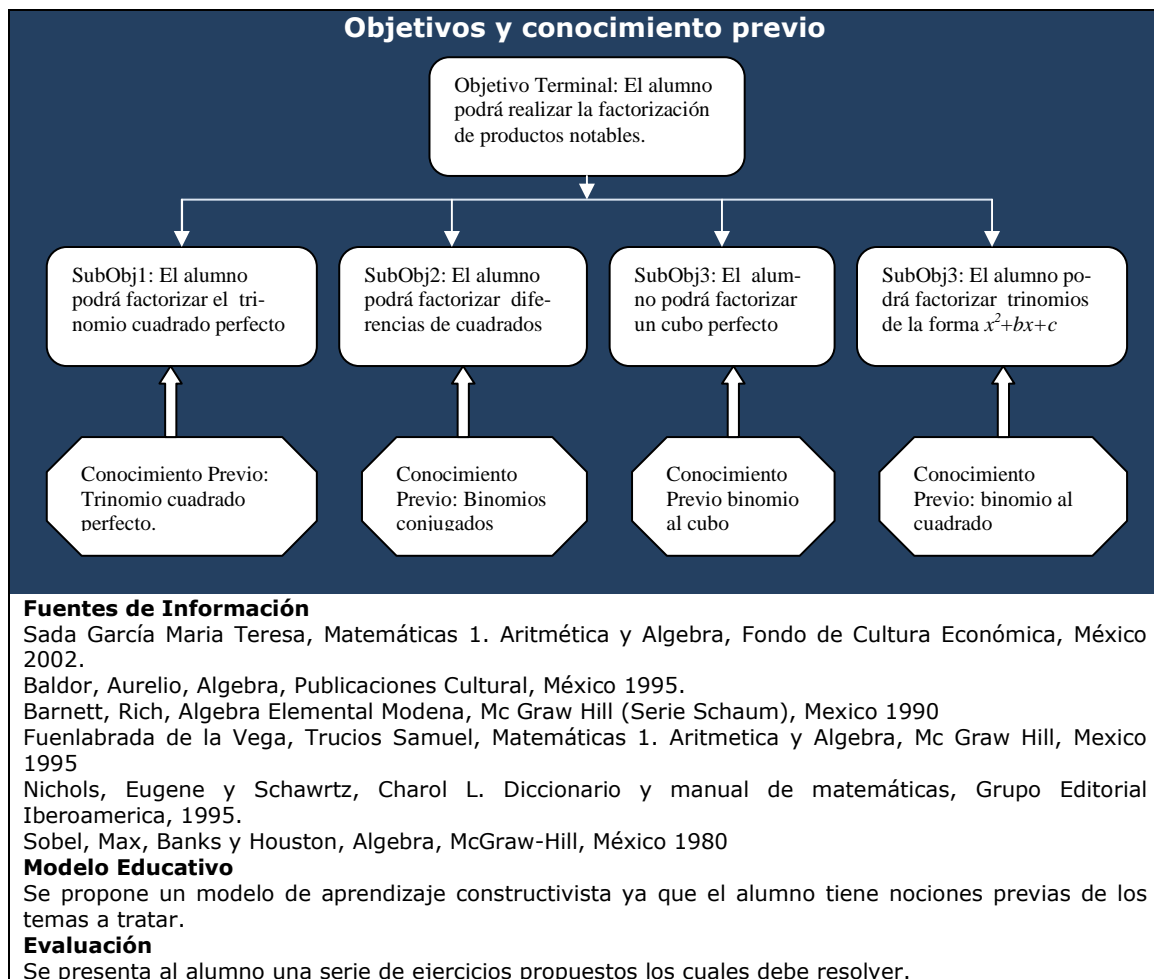 Objetivos y conocimiento previo
Objetivo Terminal: El alumno
podrá realizar la factorización
de productos notables.
SubObj1: El alumno
podrá factorizar el tri-
nomio cuadrado perfecto
SubObj2: El alumno
podrá factorizar dife-
rencias de cuadrados
SubObj3: El alum-
no podrá factorizar
un cubo perfecto
SubObj3: El alumno po-
drá factorizar trinomios
de la forma x²+bx+c
Conocimiento Previo:
Trinomio cuadrado
perfecto.
Conocimiento
Previo: Binomios
conjugados
Conocimiento
Previo binomio
al cubo
Conocimiento
Previo: binomio al
cuadrado
Fuentes de Información
Sada García Maria Teresa, Matemáticas 1. Aritmética y Algebra, Fondo de Cultura Económica, México
2002.
Baldor, Aurelio, Algebra, Publicaciones Cultural, México 1995.
Barnett, Rich, Algebra Elemental Modena, Mc Graw Hill (Serie Schaum), Mexico 1990
Fuenlabrada de la Vega, Trucios Samuel, Matemáticas 1. Aritmetica y Algebra, Mc Graw Hill, Mexico
1995
Nichols, Eugene y Schawrtz, Charol L. Diccionario y manual de matemáticas, Grupo Editorial
Iberoamerica, 1995.
Sobel, Max, Banks y Houston, Algebra, McGraw-Hill, México 1980
Modelo Educativo
Se propone un modelo de aprendizaje constructivista ya que el alumno tiene nociones previas de los
temas a tratar.
Evaluación
Se presenta al alumno una serie de ejercicios propuestos los cuales debe resolver.